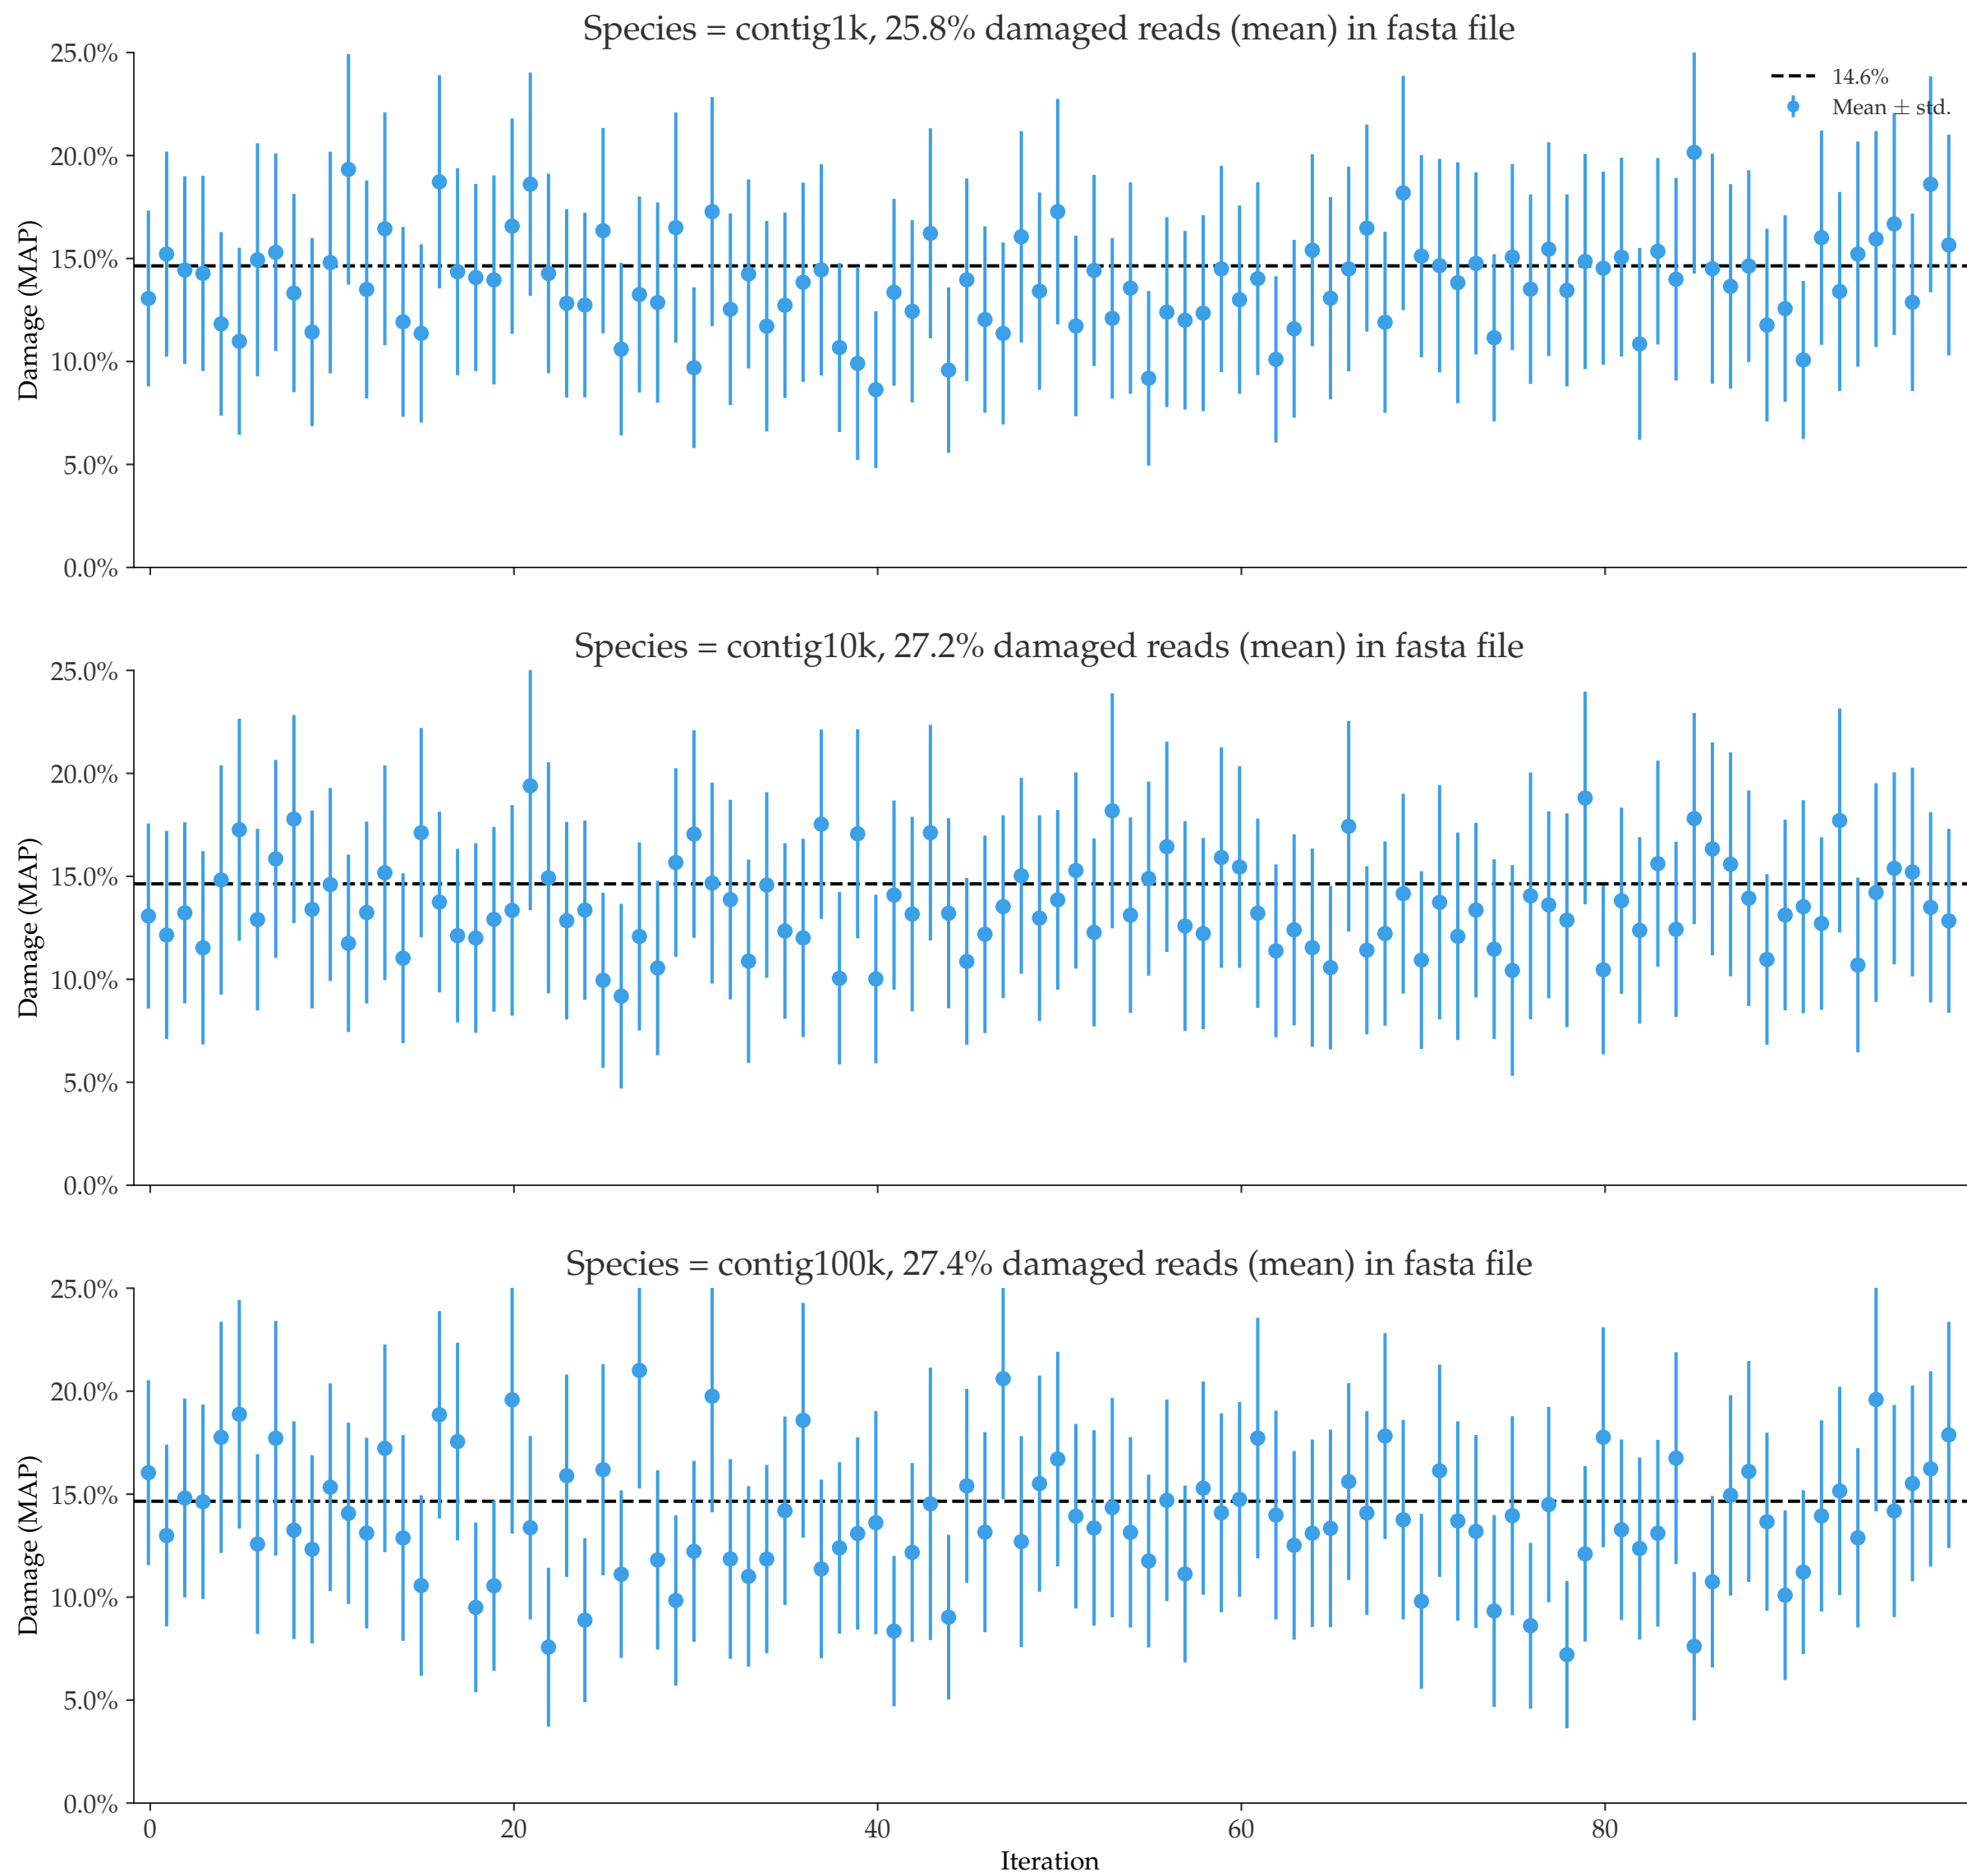 Species = contig1k, 25.8% damaged reads (mean) in fasta file
25.0%
20.0%
15.0%
10.0%
5.0%
0.0%
Damage (MAP)
14.6%
Mean ± std.
Species = contig10k, 27.2% damaged reads (mean) in fasta file
25.0%
20.0%
15.0%
10.0%
5.0%
0.0%
Damage (MAP)
Species = contig100k, 27.4% damaged reads (mean) in fasta file
25.0%
20.0%
15.0%
10.0%
5.0%
0.0%
Damage (MAP)
0 20 40 60 80
Iteration